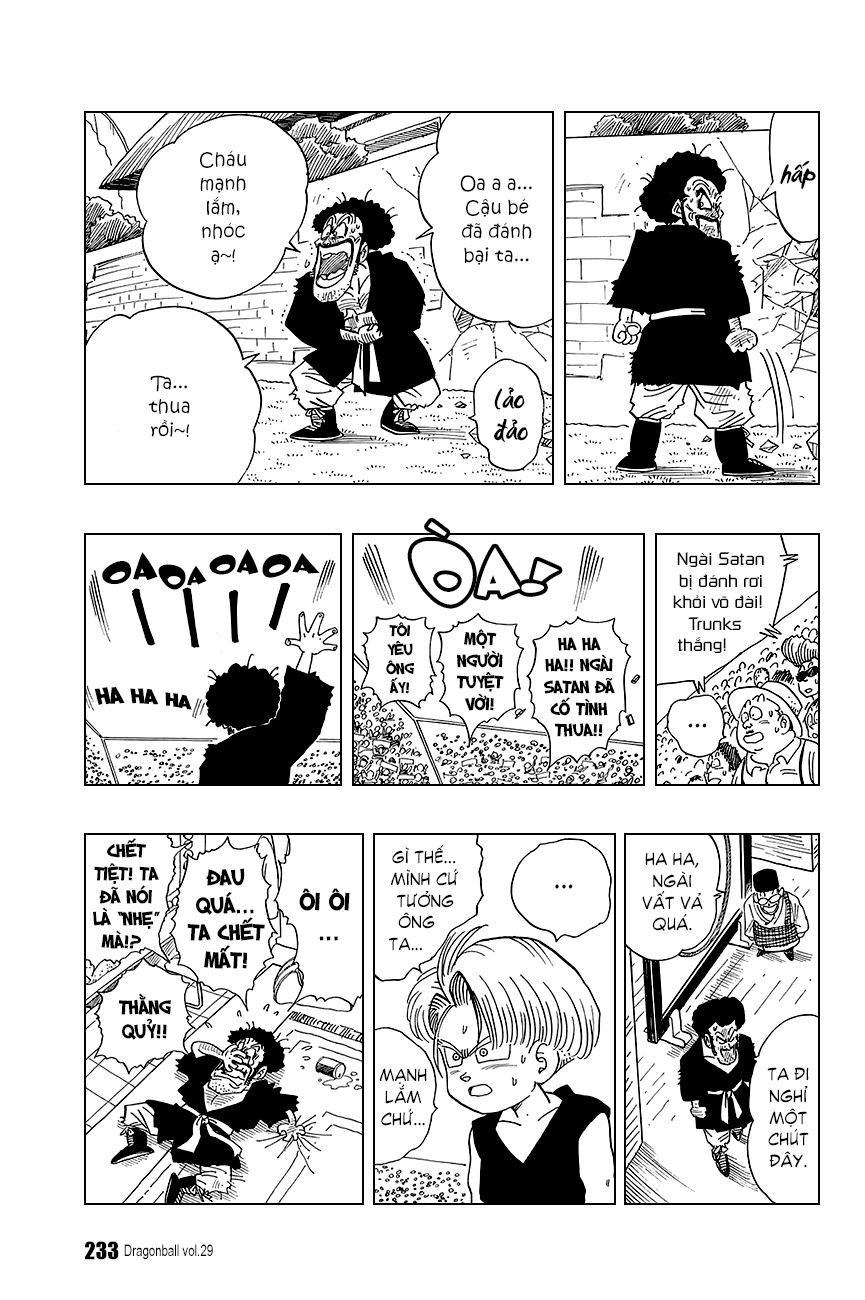 hấp
Oa a a...
Cậu bé
đã đánh
bại ta...
Cháu
mạnh
lắm,
nhóc
ạ~!
lảo
đảo
Ta...
thua
rồi~!
Ngài Satan
bị đánh rơi
khỏi võ đài!
Trunks
thắng!
...
ÒA!
HA HA
HA!! NGÀI
SATAN ĐÃ
CỐ TÌNH
THUA!!
MỘT
NGƯỜI
TUYỆT
VỜI!
TÔI
YÊU
ÔNG
ẤY!
OA OA OA OA
HA HA HA
HA HA,
NGÀI
VẤT VẢ
QUÁ.
TA ĐI
NGHỈ
MỘT
CHÚT
ĐÂY.
...
GÌ THẾ...
MÌNH CỨ
TƯỞNG
ÔNG
TA...
MẠNH
LẮM
CHỨ...
ÔI ÔI
...
ĐAU
QUÁ...
TA CHẾT
MẤT!
CHẾT
TIỆT! TA
ĐÃ NÓI
LÀ "NHẸ"
MÀ!?
THẰNG
QUỶ!!
233 Dragonball vol.29